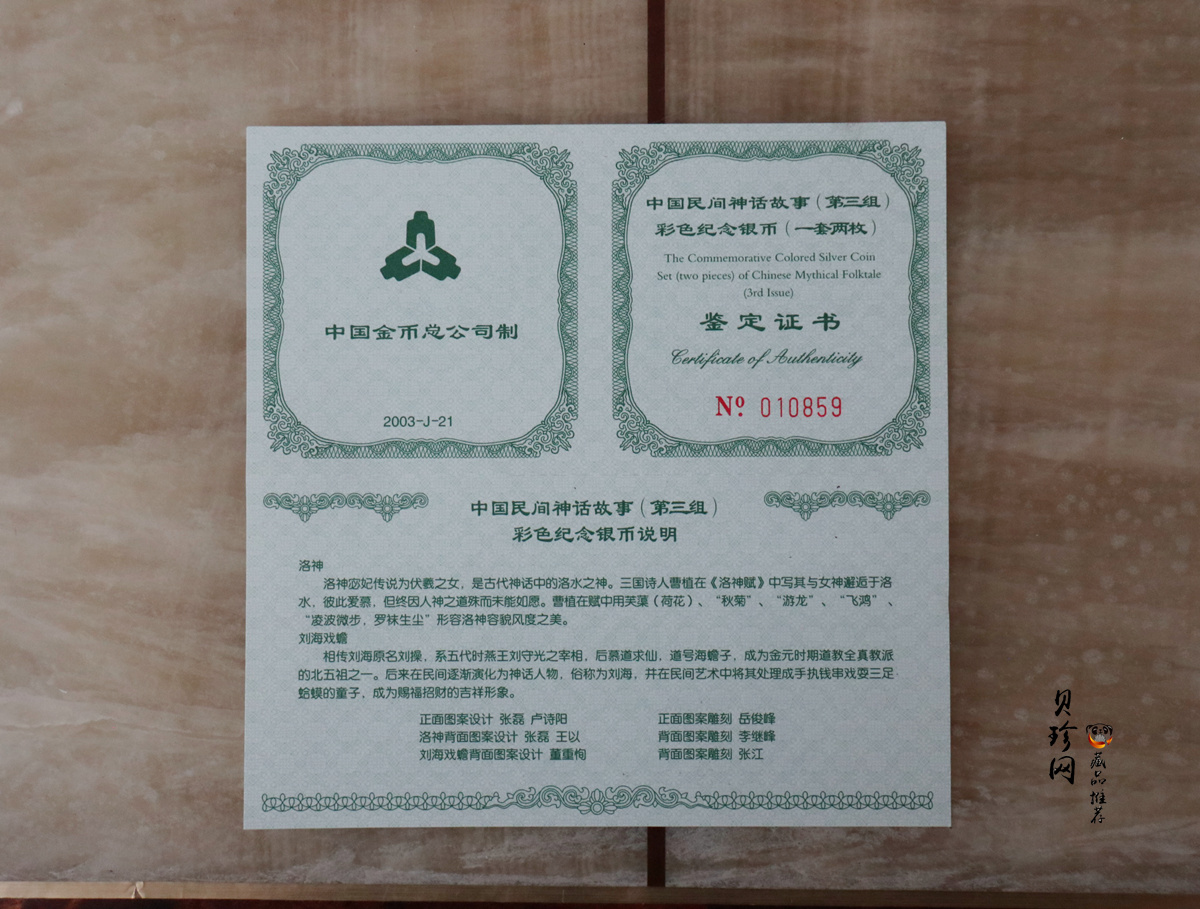 中国金币总公司制
2003-J-21
中国民间神话故事（第三组）
彩色纪念银币（一套两枚）
The Commemorative Colored Silver Coin
Set (two pieces) of Chinese Mythical Folktale
(3rd Issue)
鉴定证书
Certificate of Authenticity
Nº 010859
中国民间神话故事（第三组）
彩色纪念银币说明
洛神
洛神宓妃传说为伏羲之女，是古代神话中的洛水之神。三国诗人曹植在《洛神赋》中写其与女神邂逅于洛
水，彼此爱慕，但终因人神之道殊而未能如愿。曹植在赋中用芙蕖（荷花）、“秋菊”、“游龙”、“飞鸿”、
“凌波微步，罗袜生尘”形容洛神容貌风度之美。
刘海戏蟾
相传刘海原名刘操，系五代时燕王刘守光之宰相，后慕道求仙，道号海蟾子，成为金元时期道教全真教派
的北五祖之一。后来在民间逐渐演化为神话人物，俗称为刘海，并在民间艺术中将其处理成手执钱串戏耍三足
蛤蟆的童子，成为赐福招财的吉祥形象。
正面图案设计 张磊 卢诗阳
正面图案雕刻 岳俊峰
洛神背面图案设计 张磊 王以
背面图案雕刻 李继峰
刘海戏蟾背面图案设计 董重恂
背面图案雕刻 张江
贝珍网
藏品推荐